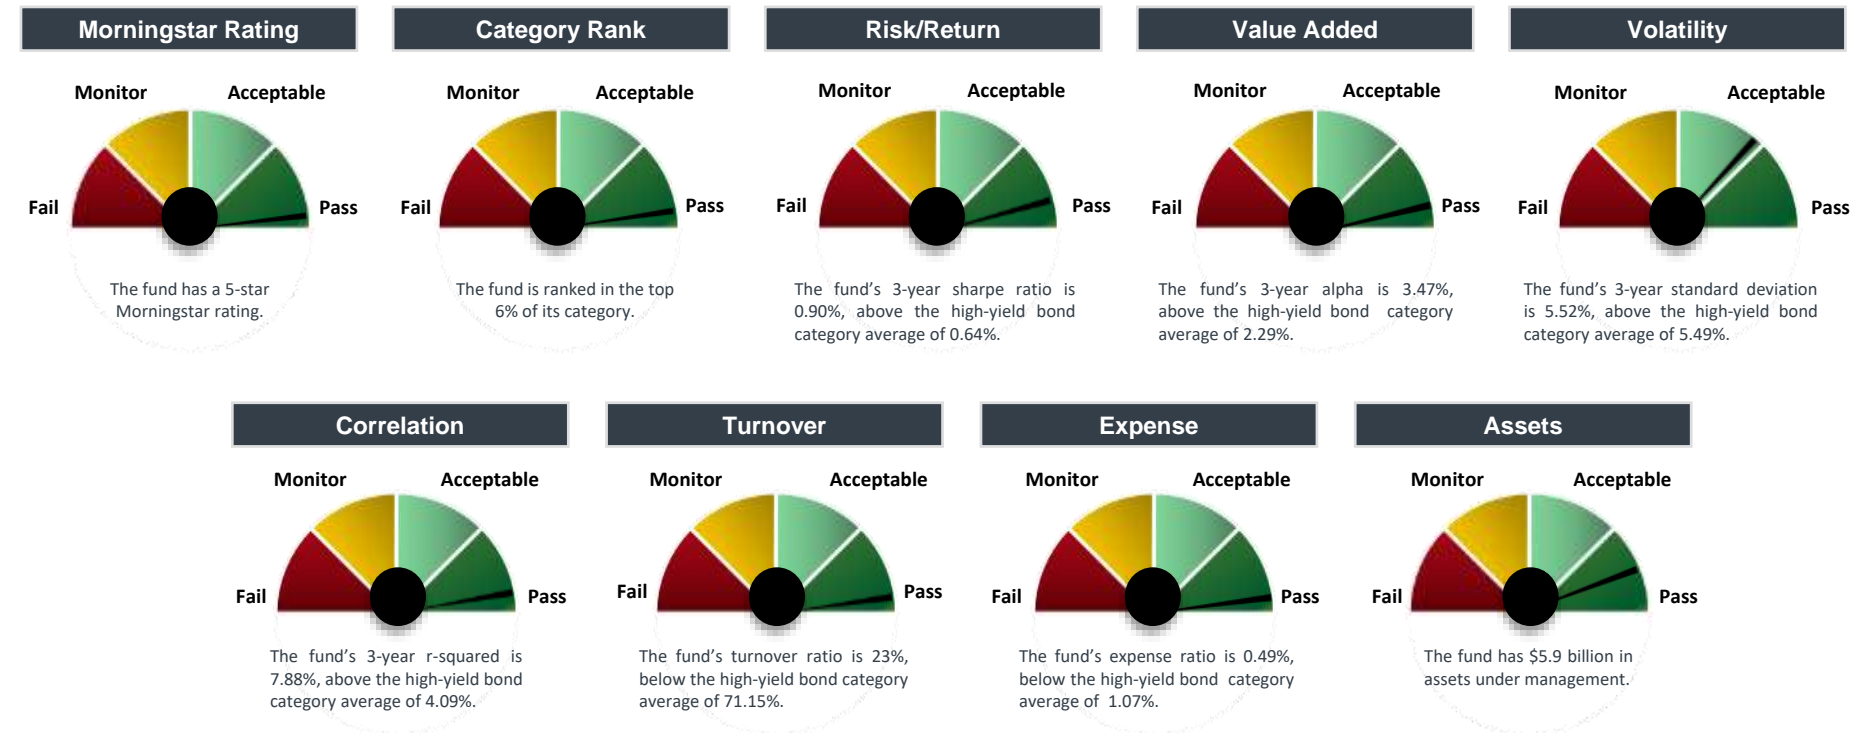 Morningstar Rating
Monitor
Acceptable
Fail
Pass
The fund has a 5-star
Morningstar rating.
Category Rank
Monitor
Acceptable
Fail
Pass
The fund is ranked in the top
6% of its category.
Risk/Return
Monitor
Acceptable
Fail
Pass
The fund's 3-year sharpe ratio is
0.90%, above the high-yield bond
category average of 0.64%.
Value Added
Monitor
Acceptable
Fail
Pass
The fund's 3-year alpha is 3.47%,
above the high-yield bond category
average of 2.29%.
Volatility
Monitor
Acceptable
Fail
Pass
The fund's 3-year standard deviation
is 5.52%, above the high-yield bond
category average of 5.49%.
Correlation
Monitor
Acceptable
Fail
Pass
The fund's 3-year r-squared is
7.88%, above the high-yield bond
category average of 4.09%.
Turnover
Monitor
Acceptable
Fail
Pass
The fund's turnover ratio is 23%,
below the high-yield bond category
average of 71.15%.
Expense
Monitor
Acceptable
Fail
Pass
The fund's expense ratio is 0.49%,
below the high-yield bond category
average of 1.07%.
Assets
Monitor
Acceptable
Fail
Pass
The fund has $5.9 billion in
assets under management.